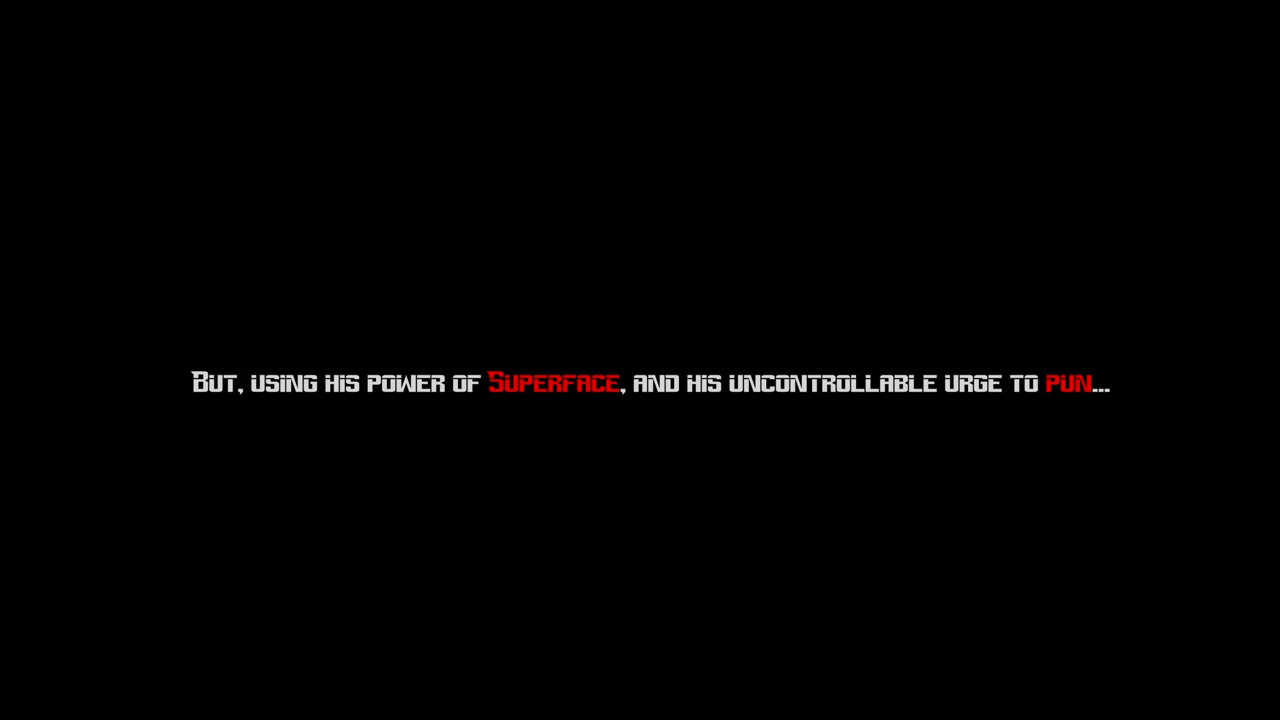 But, using his power of Superface, and his uncontrollable urge to pun...